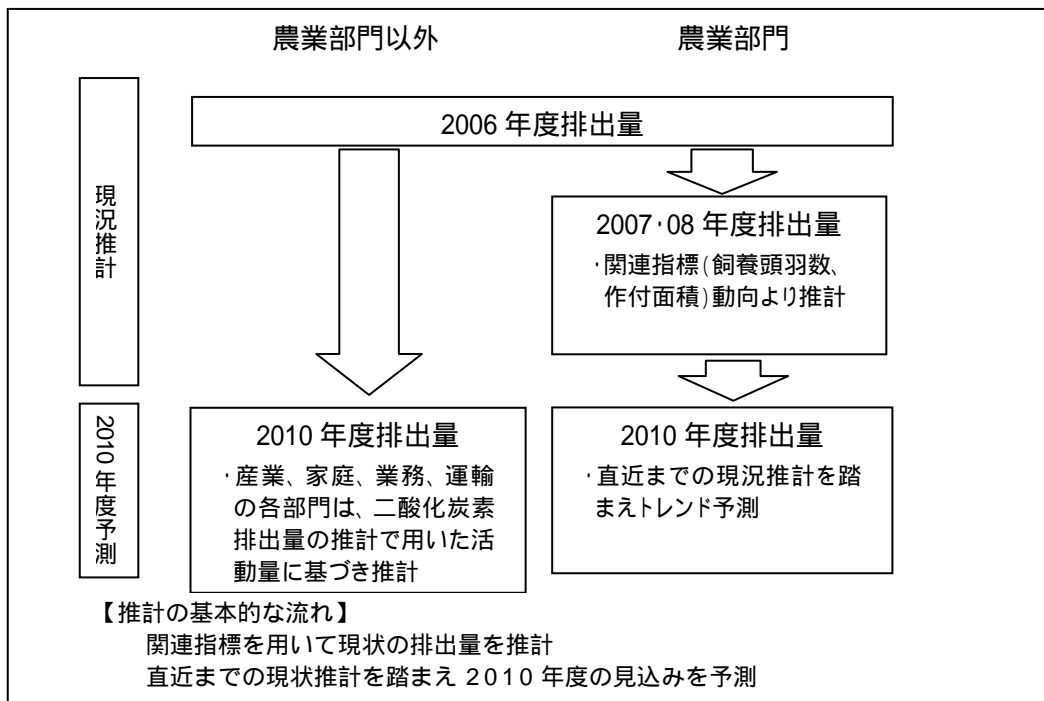 農業部門以外
農業部門
現況推計
2006 年度排出量
2007・08 年度排出量
・関連指標(飼養頭羽数、
作付面積)動向より推計
2010年度予測
2010 年度排出量
・産業、家庭、業務、運輸
の各部門は、二酸化炭素
排出量の推計で用いた活
動量に基づき推計
2010 年度排出量
・直近までの現況推計を踏
まえトレンド予測
【推計の基本的な流れ】
関連指標を用いて現状の排出量を推計
直近までの現状推計を踏まえ 2010 年度の見込みを予測